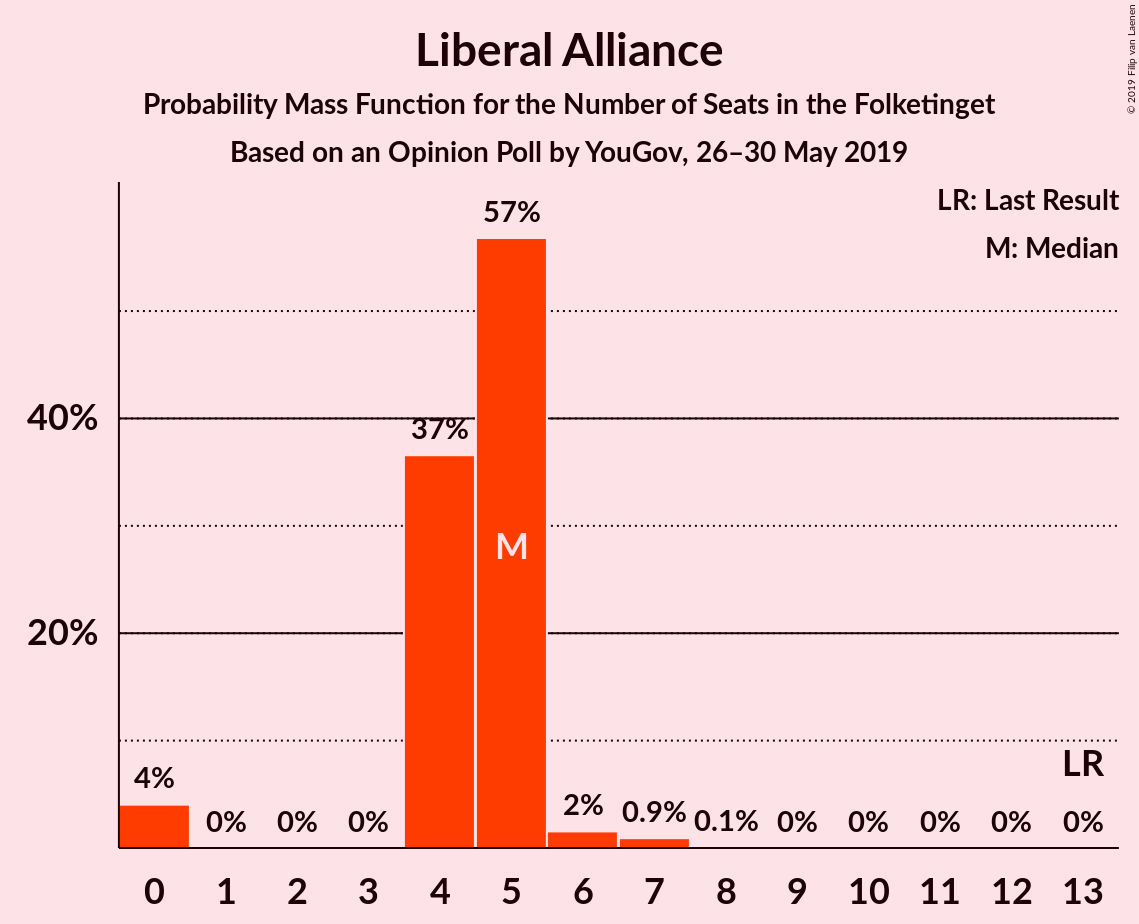 Liberal Alliance
Probability Mass Function for the Number of Seats in the Folketinget
Based on an Opinion Poll by YouGov, 26–30 May 2019
© 2019 Filip van Laenen
LR: Last Result
M: Median
57%
40%
37%
M
20%
LR
4%
0%
0%
0%
2%
0.9%
0.1%
0%
0%
0%
0%
0%
0 1 2 3 4 5 6 7 8 9 10 11 12 13